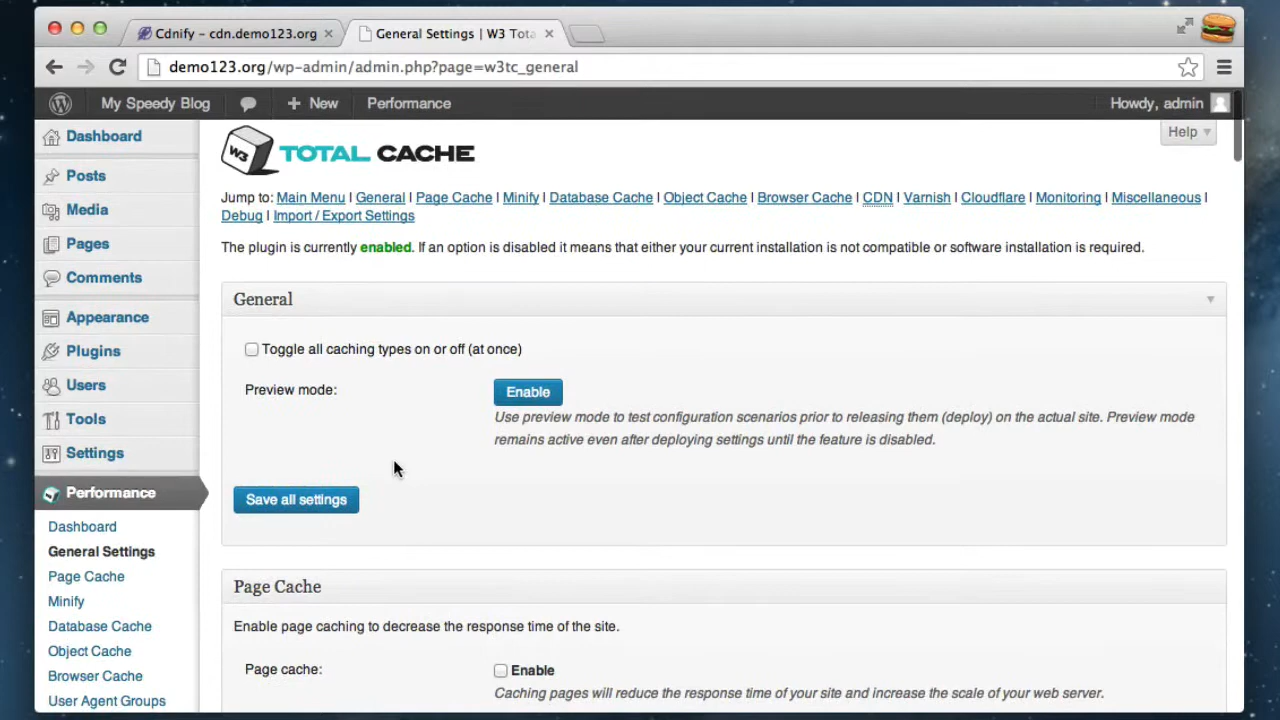 Cdnify – cdn.demo123.org
General Settings | W3 Tota
demo123.org/wp-admin/admin.php?page=w3tc_general
My Speedy Blog
New
Performance
Howdy, admin
Dashboard
Posts
Media
Pages
Comments
Appearance
Plugins
Users
Tools
Settings
Performance
Dashboard
General Settings
Page Cache
Minify
Database Cache
Object Cache
Browser Cache
User Agent Groups
Help
W3 TOTAL CACHE
Jump to: Main Menu | General | Page Cache | Minify | Database Cache | Object Cache | Browser Cache | CDN | Varnish | Cloudflare | Monitoring | Miscellaneous |
Debug | Import / Export Settings
The plugin is currently enabled. If an option is disabled it means that either your current installation is not compatible or software installation is required.
General
Toggle all caching types on or off (at once)
Preview mode:
Enable
Use preview mode to test configuration scenarios prior to releasing them (deploy) on the actual site. Preview mode
remains active even after deploying settings until the feature is disabled.
Save all settings
Page Cache
Enable page caching to decrease the response time of the site.
Page cache:
Enable
Caching pages will reduce the response time of your site and increase the scale of your web server.